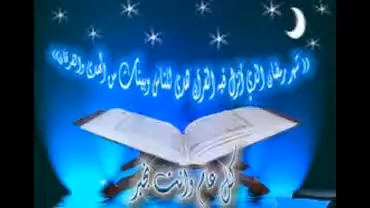 ((شهر رمضان الذي أنزل فيه القرآن هدى للناس وبينات من الهدى والفرقان))
كل عام وأنت بخير